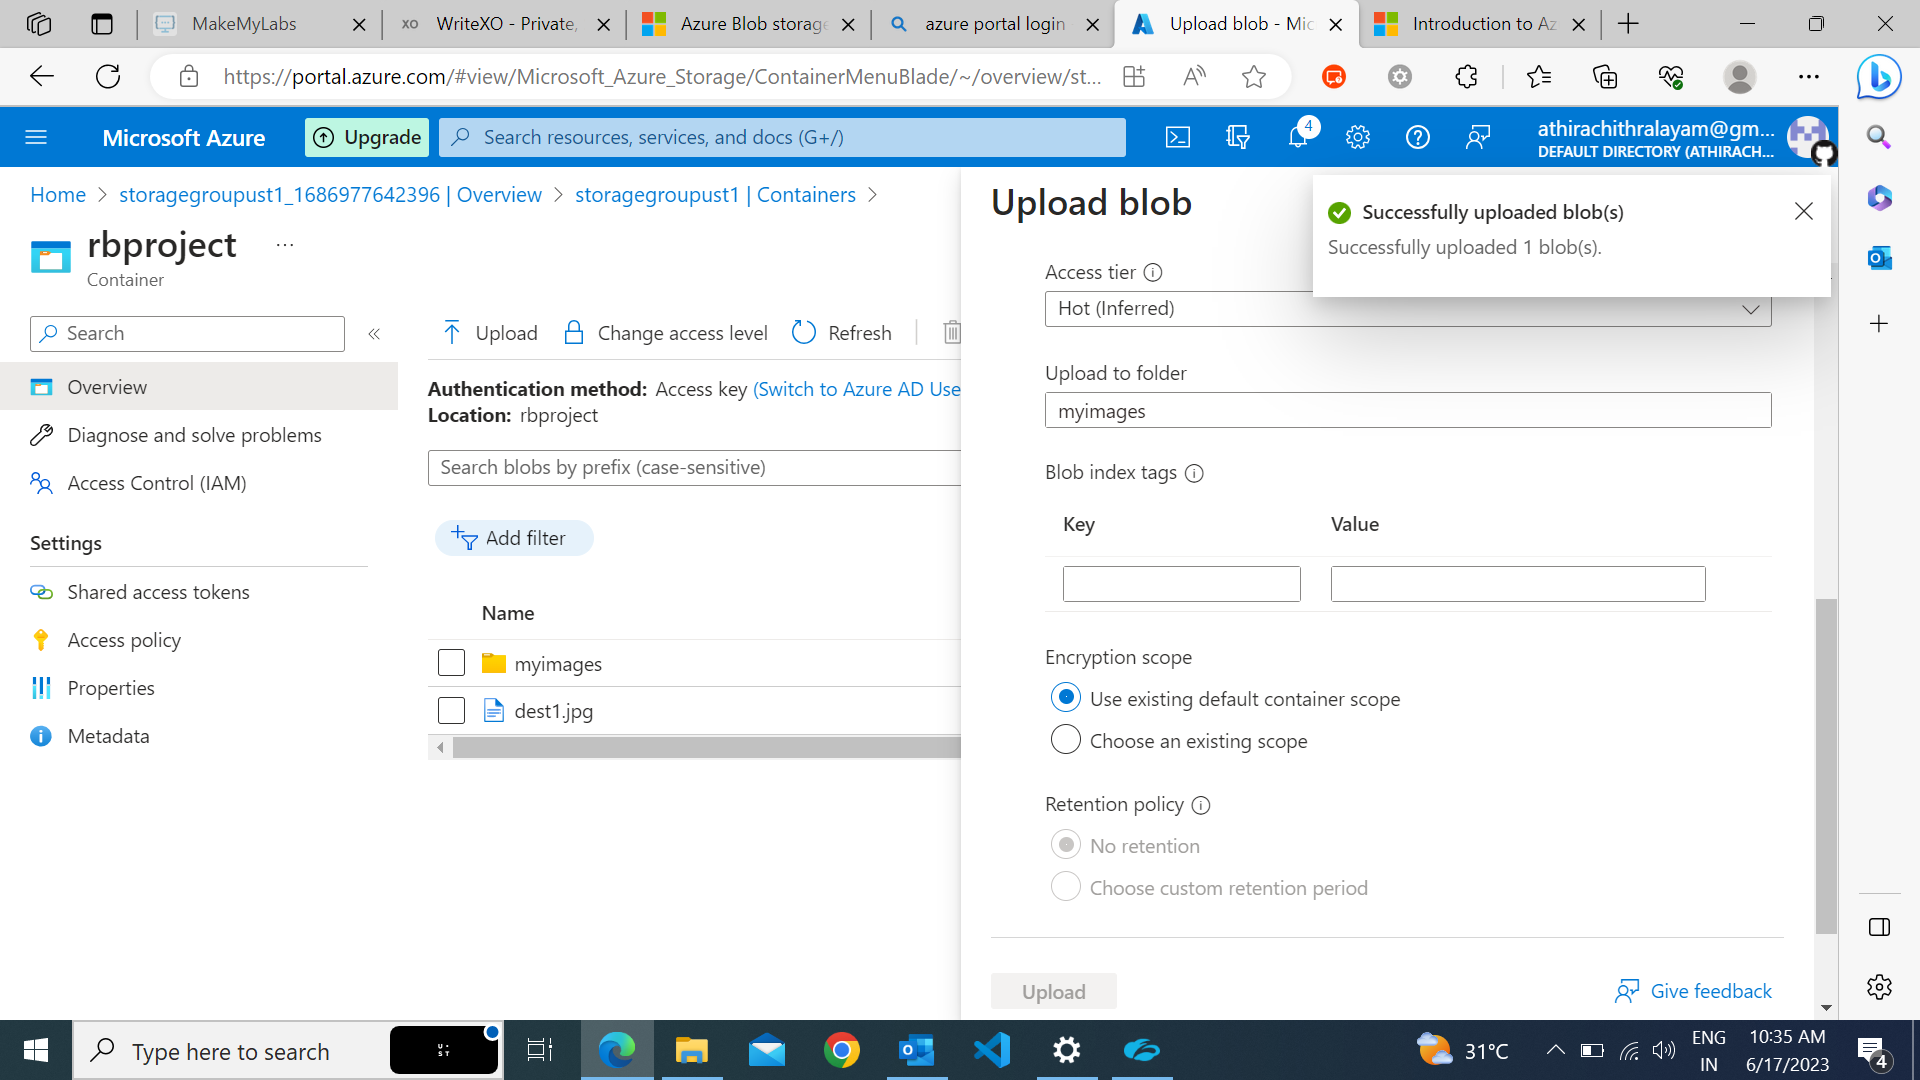 MakeMyLabs
XO
WriteXO - Private,
Azure Blob storage
azure portal login
Upload blob - Mic
Introduction to Az
https://portal.azure.com/#view/Microsoft_Azure_Storage/ContainerMenuBlade/~/overview/st...
Microsoft Azure
Upgrade
Search resources, services, and docs (G+/)
4
athirachithralayam@gm...
DEFAULT DIRECTORY (ATHIRACH...
Home > storagegroupust1_1686977642396 | Overview > storagegroupust1 | Containers >
rbproject
...
Container
Search
«
Overview
Diagnose and solve problems
Access Control (IAM)
Settings
Shared access tokens
Access policy
Properties
Metadata
Upload
Change access level
Refresh
Authentication method: Access key (Switch to Azure AD Use
Location: rbproject
Search blobs by prefix (case-sensitive)
Add filter
Name
myimages
dest1.jpg
Upload blob
Successfully uploaded blob(s)
Successfully uploaded 1 blob(s).
Access tier
Hot (Inferred)
Upload to folder
myimages
Blob index tags
Key
Value
Encryption scope
Use existing default container scope
Choose an existing scope
Retention policy
No retention
Choose custom retention period
Upload
Give feedback
Type here to search
31°C
ENG
IN
10:35 AM
6/17/2023
4